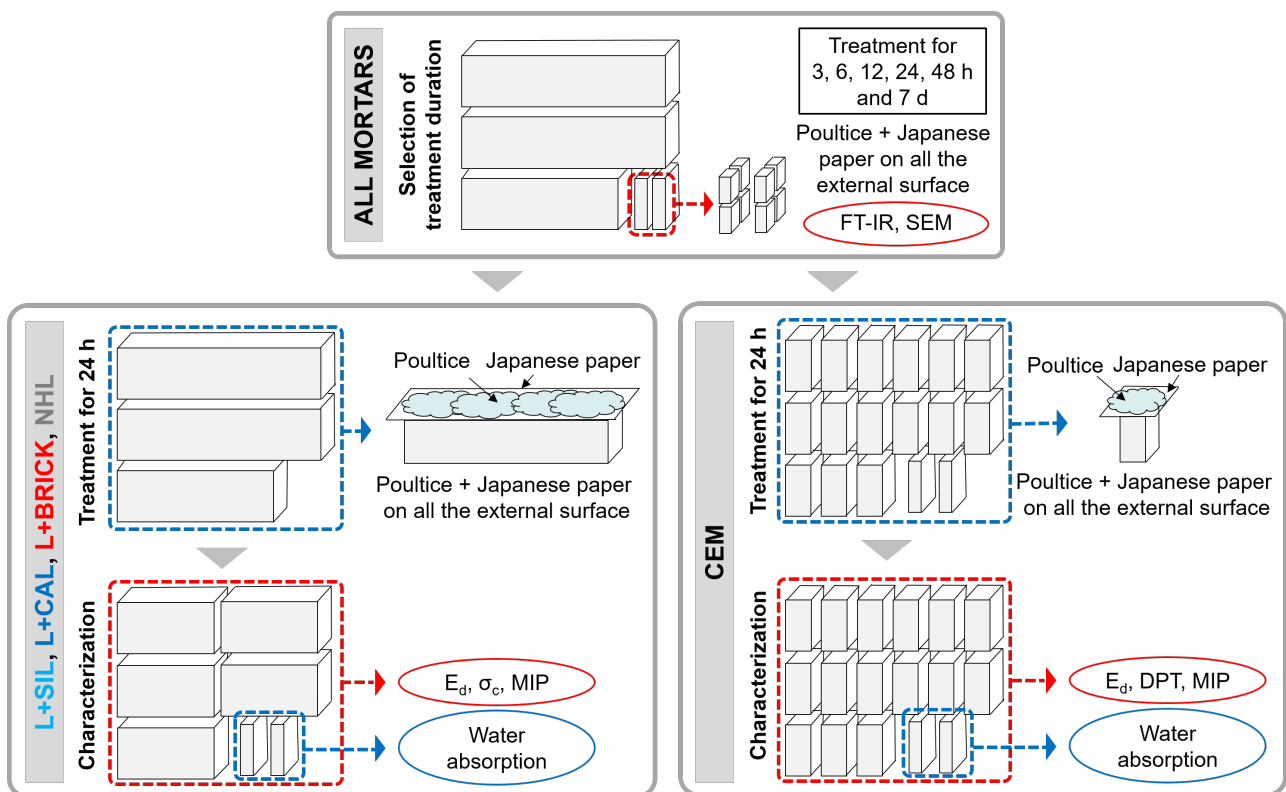 ALL MORTARS
Selection of
treatment duration
Treatment for
3, 6, 12, 24, 48 h
and 7 d
Poultice + Japanese
paper on all the
external surface
FT-IR, SEM
L+SIL, L+CAL, L+BRICK, NHL
Treatment for 24 h
Poultice
Japanese paper
Poultice + Japanese paper
on all the external surface
Characterization
E_d, σ_c, MIP
Water
absorption
CEM
Treatment for 24 h
Poultice
Japanese paper
Poultice + Japanese paper
on all the external surface
Characterization
E_d, DPT, MIP
Water
absorption